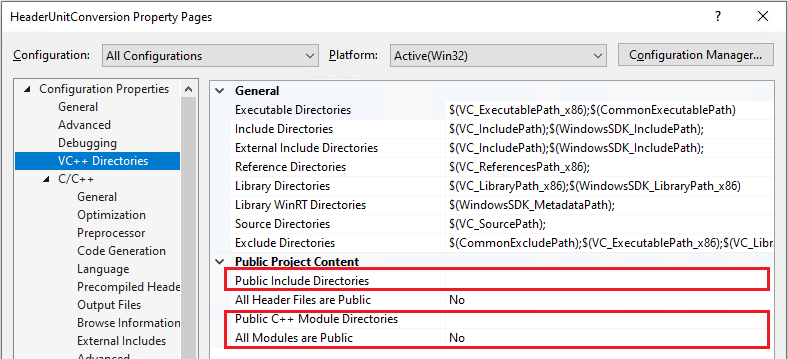 HeaderUnitConversion Property Pages
? ×
Configuration: All Configurations Platform: Active(Win32) Configuration Manager...
Configuration Properties
General
Advanced
Debugging
VC++ Directories
C/C++
General
Optimization
Preprocessor
Code Generation
Language
Precompiled Heade
Output Files
Browse Information
External Includes
Advanced
General
Executable Directories $(VC_ExecutablePath_x86);$(CommonExecutablePath)
Include Directories $(VC_IncludePath);$(WindowsSDK_IncludePath);
External Include Directories $(VC_IncludePath);$(WindowsSDK_IncludePath);
Reference Directories $(VC_ReferencesPath_x86);
Library Directories $(VC_LibraryPath_x86);$(WindowsSDK_LibraryPath_x86)
Library WinRT Directories $(WindowsSDK_MetadataPath);
Source Directories $(VC_SourcePath);
Exclude Directories $(CommonExcludePath);$(VC_ExecutablePath_x86);$(VC_Libr
Public Project Content
Public Include Directories
All Header Files are Public No
Public C++ Module Directories
All Modules are Public No